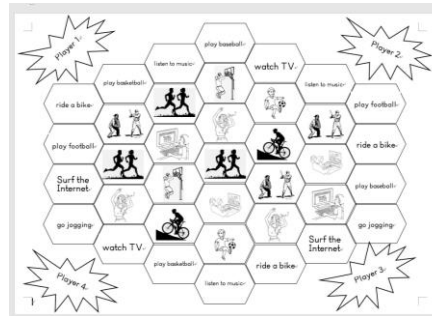 Player 1.
play baseball
Player 2.
listen to music
watch TV
play basketball
listen to music
ride a bike
play football
play football
ride a bike
Surf the
Internet
play baseball
go jogging
go jogging
watch TV
Surf the
Internet
Player 4
play basketball
ride a bike
Player 3
listen to music